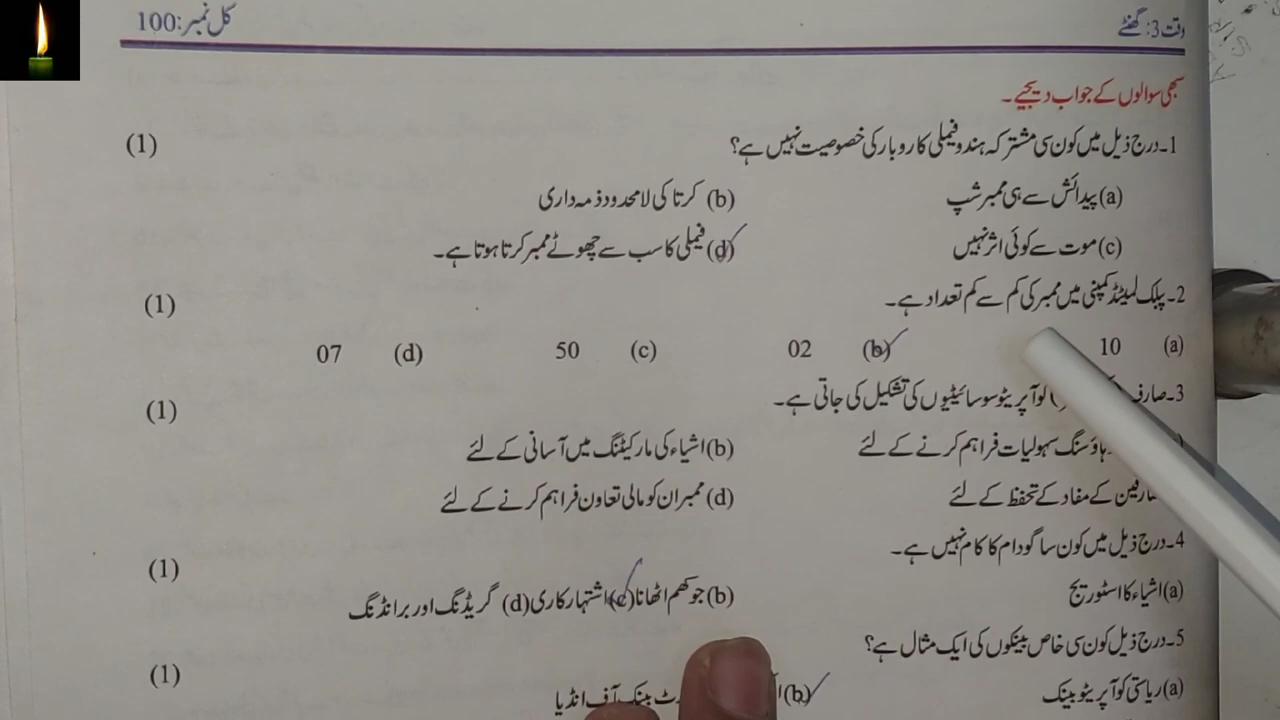 وقت 3: گھنٹے کل نمبر: 100
سبھی سوالوں کے جواب دیجیے۔
1۔ درج ذیل میں کون سی مشترکہ ہندو فیملی کاروبار کی خصوصیت نہیں ہے؟ (1)
(a) پیدائش سے ہی ممبر شپ (b) کرتا کی لامحدود ذمہ داری
(c) موت سے کوئی اثر نہیں (d) فیملی کا سب سے چھوٹے ممبر کرتا ہوتا ہے۔
2۔ پبلک لمیٹڈ کمپنی میں ممبر کی کم سے کم تعداد ہے۔ (1)
(a) 10 (b) 02 (c) 50 (d) 07
3۔ صارف کوآپریٹو سوسائیٹیوں کی تشکیل کی جاتی ہے۔ (1)
ہاؤسنگ سہولیات فراہم کرنے کے لئے (b) اشیاء کی مارکیٹنگ میں آسانی کے لئے
صارفین کے مفاد کے تحفظ کے لئے (d) ممبران کو مالی تعاون فراہم کرنے کے لئے
4۔ درج ذیل میں کون سا گودام کا کام نہیں ہے۔ (1)
(a) اشیاء کا اسٹوریج (b) جوکھم اٹھانا (c) اشتہار کاری (d) گریڈنگ اور برانڈنگ
5۔ درج ذیل کون سی خاص بینکوں کی ایک مثال ہے؟ (1)
(a) ریاستی کوآپریٹو بینک (b) بینک آف انڈیا